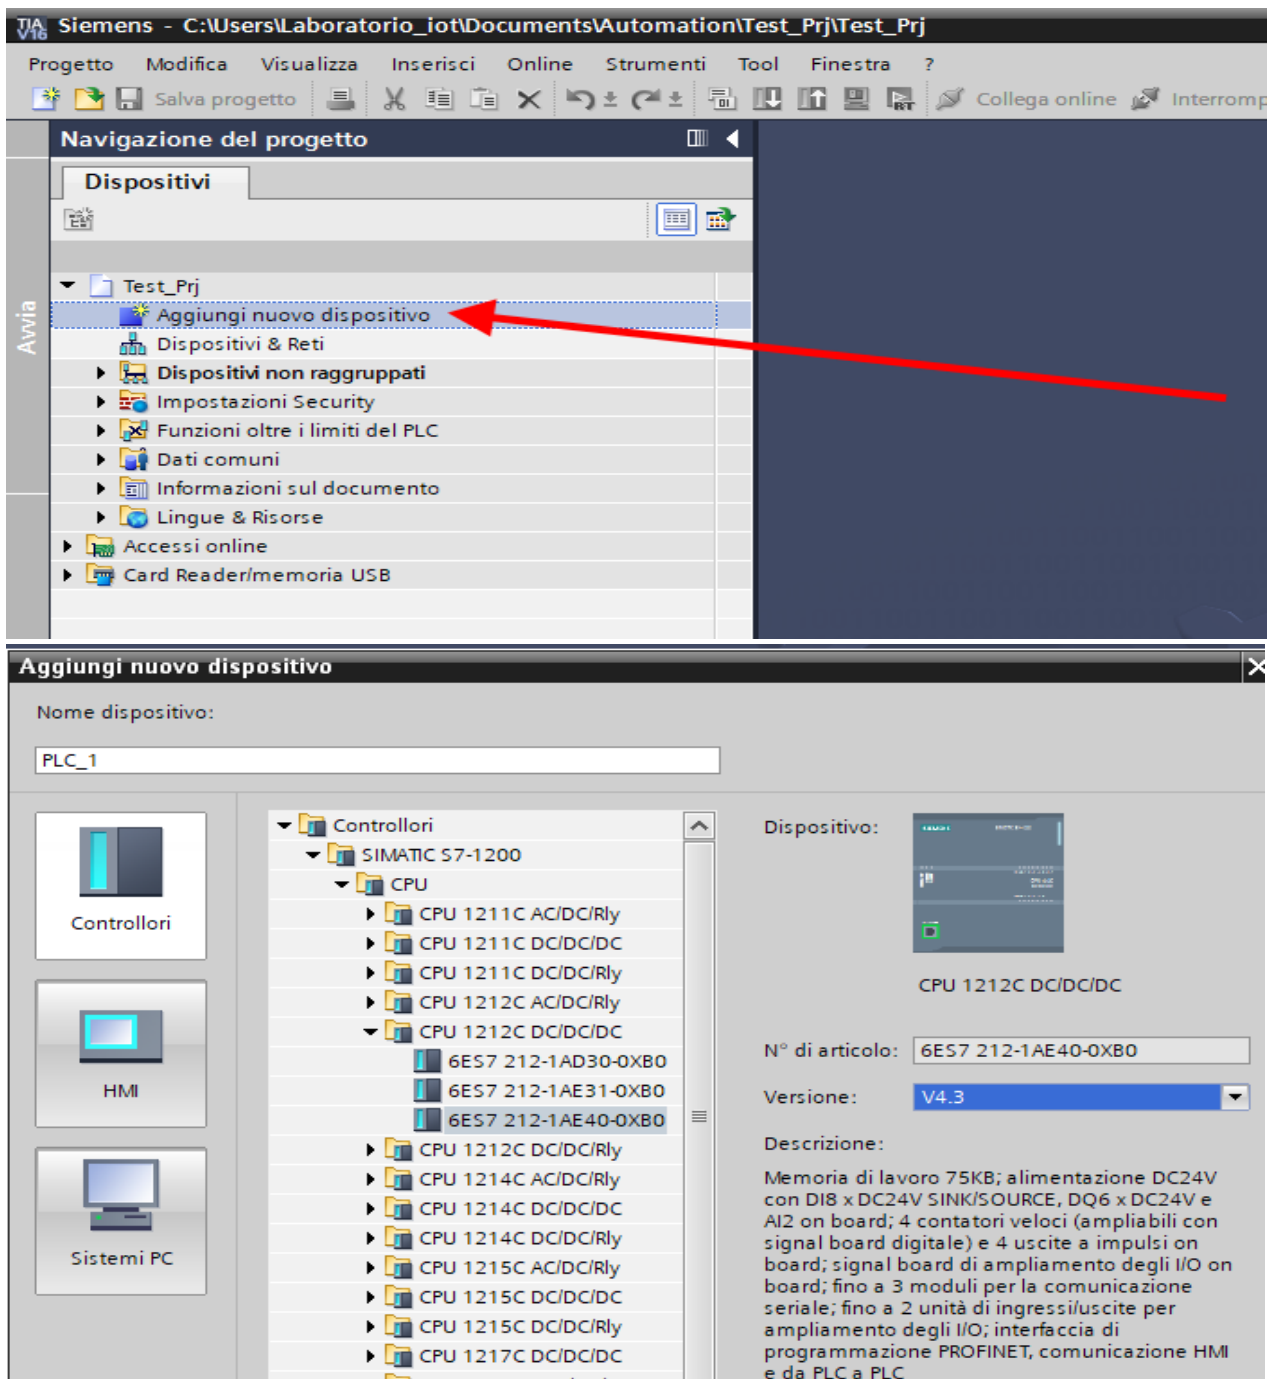 TIA V16 Siemens - C:\Users\Laboratorio_iot\Documents\Automation\Test_Prj\Test_Prj
Progetto Modifica Visualizza Inserisci Online Strumenti Tool Finestra ?
Salva progetto Collega online Interromp
Navigazione del progetto
Dispositivi
Avvia
Test_Prj
Aggiungi nuovo dispositivo
Dispositivi & Reti
Dispositivi non raggruppati
Impostazioni Security
Funzioni oltre i limiti del PLC
Dati comuni
Informazioni sul documento
Lingue & Risorse
Accessi online
Card Reader/memoria USB
Aggiungi nuovo dispositivo
Nome dispositivo:
PLC_1
Controllori
HMI
Sistemi PC
Controllori
SIMATIC S7-1200
CPU
CPU 1211C AC/DC/Rly
CPU 1211C DC/DC/DC
CPU 1211C DC/DC/Rly
CPU 1212C AC/DC/Rly
CPU 1212C DC/DC/DC
6ES7 212-1AD30-0XB0
6ES7 212-1AE31-0XB0
6ES7 212-1AE40-0XB0
CPU 1212C DC/DC/Rly
CPU 1214C AC/DC/Rly
CPU 1214C DC/DC/DC
CPU 1214C DC/DC/Rly
CPU 1215C AC/DC/Rly
CPU 1215C DC/DC/DC
CPU 1215C DC/DC/Rly
CPU 1217C DC/DC/DC
Dispositivo:
CPU 1212C DC/DC/DC
N° di articolo: 6ES7 212-1AE40-0XB0
Versione: V4.3
Descrizione:
Memoria di lavoro 75KB; alimentazione DC24V
con DI8 x DC24V SINK/SOURCE, DQ6 x DC24V e
AI2 on board; 4 contatori veloci (ampliabili con
signal board digitale) e 4 uscite a impulsi on
board; signal board di ampliamento degli I/O on
board; fino a 3 moduli per la comunicazione
seriale; fino a 2 unità di ingressi/uscite per
ampliamento degli I/O; interfaccia di
programmazione PROFINET, comunicazione HMI
e da PLC a PLC